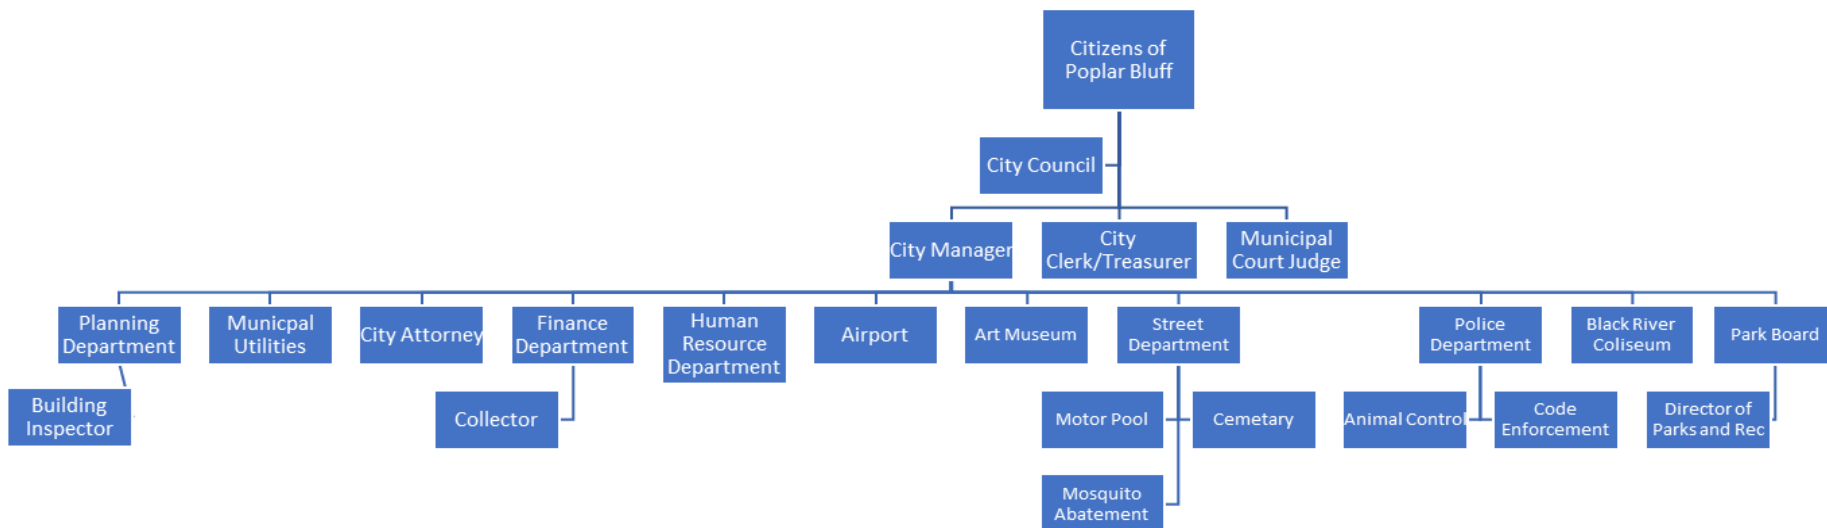 Citizens of
Poplar Bluff
City Council
City Manager
City
Clerk/Treasurer
Municipal
Court Judge
Planning
Department
Municpal
Utilities
City Attorney
Finance
Department
Human
Resource
Department
Airport
Art Museum
Street
Department
Police
Department
Black River
Coliseum
Park Board
Building
Inspector
Collector
Motor Pool
Cemetary
Animal Control
Code
Enforcement
Director of
Parks and Rec
Mosquito
Abatement